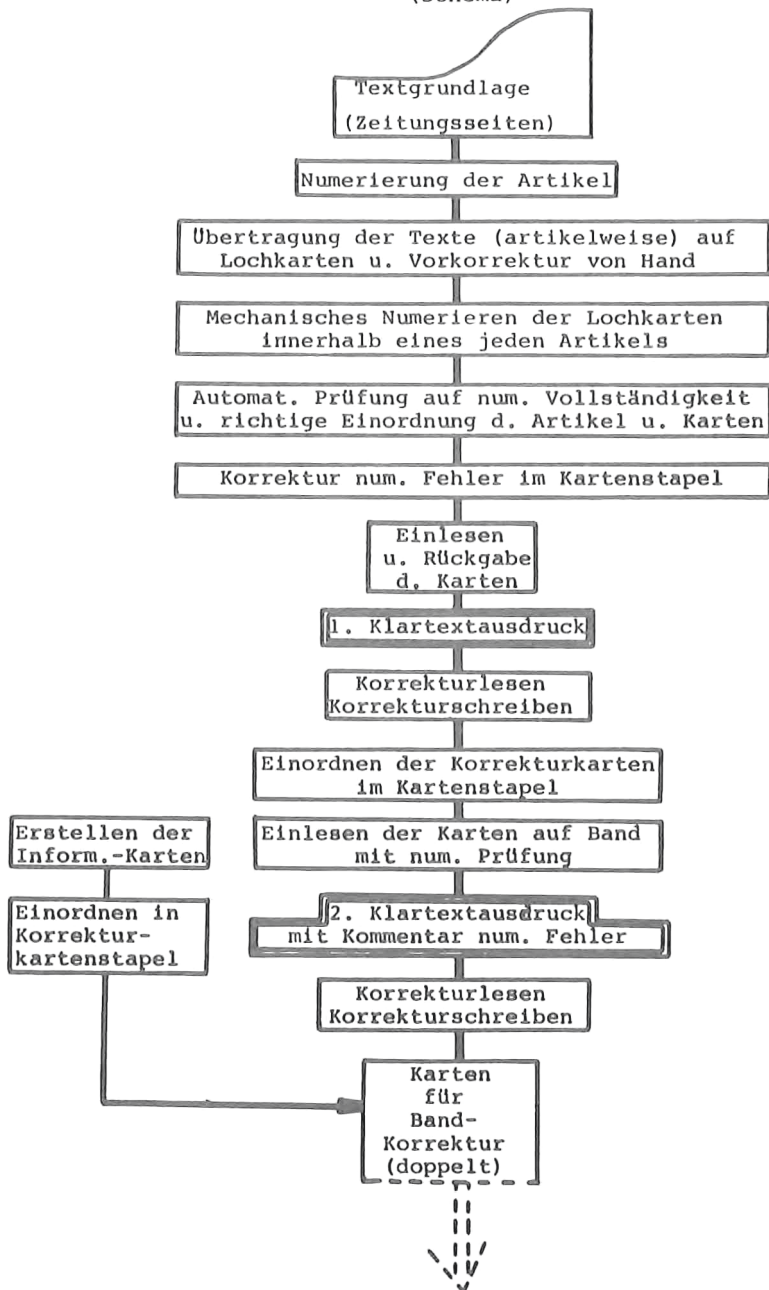 Textgrundlage
(Zeitungsseiten)
Numerierung der Artikel
Übertragung der Texte (artikelweise) auf
Lochkarten u. Vorkorrektur von Hand
Mechanisches Numerieren der Lochkarten
innerhalb eines jeden Artikels
Automat. Prüfung auf num. Vollständigkeit
u. richtige Einordnung d. Artikel u. Karten
Korrektur num. Fehler im Kartenstapel
Einlesen
u. Rückgabe
d. Karten
1. Klartextausdruck
Korrekturlesen
Korrekturschreiben
Einordnen der Korrekturkarten
im Kartenstapel
Einlesen der Karten auf Band
mit num. Prüfung
Erstellen der
Inform.-Karten
Einordnen in
Korrektur-
kartenstapel
2. Klartextausdruck
mit Kommentar num. Fehler
Korrekturlesen
Korrekturschreiben
Karten
für
Band-
Korrektur
(doppelt)